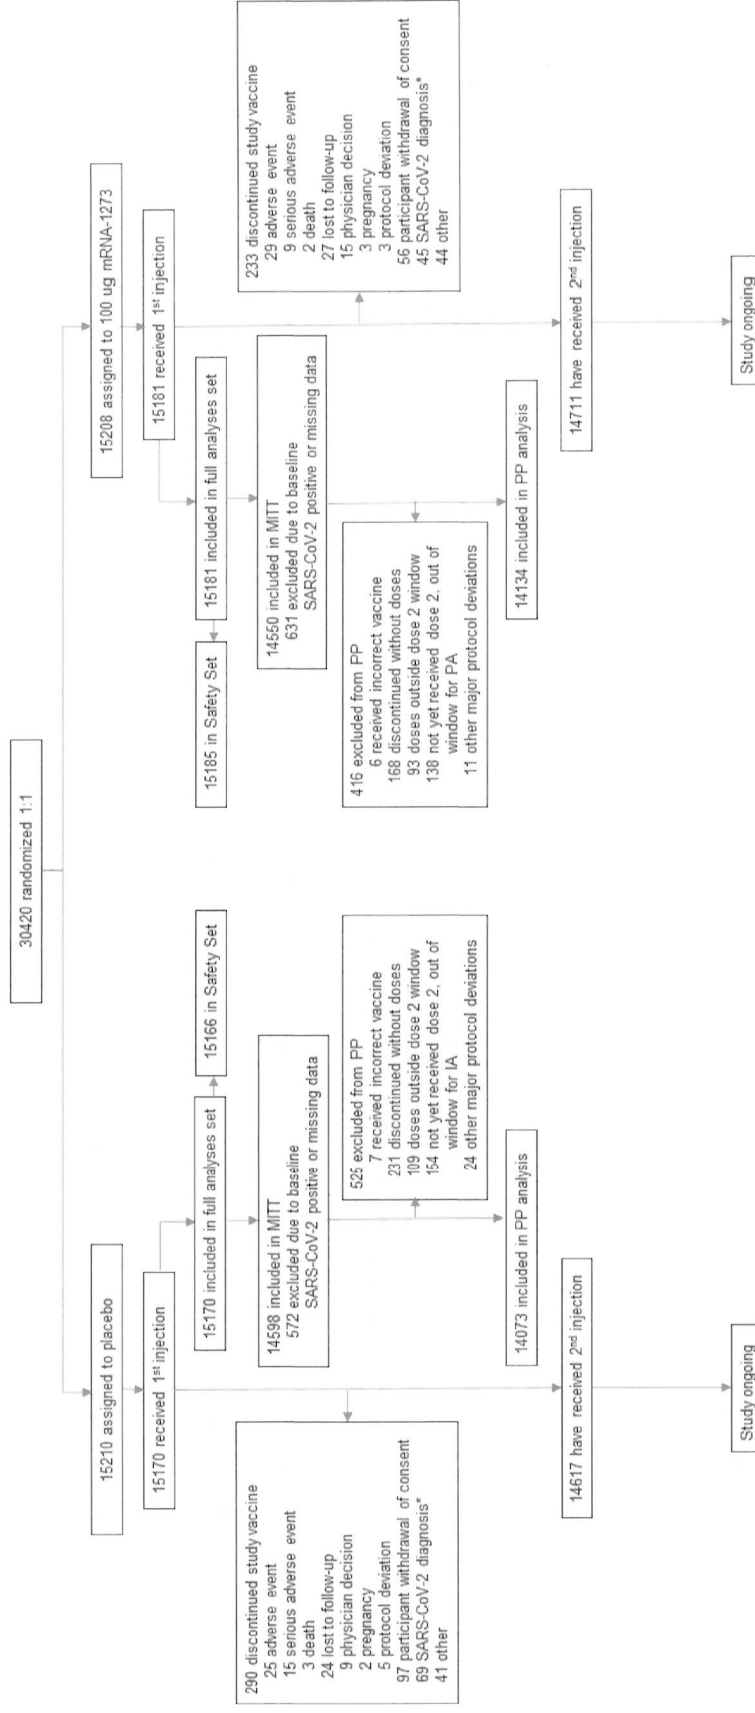 30420 randomized 1:1
15210 assigned to placebo
15170 received 1st injection
15170 included in full analyses set
15166 in Safety Set
14598 included in MITT
572 excluded due to baseline
SARS-CoV-2 positive or missing data
290 discontinued study vaccine
25 adverse event
15 serious adverse event
3 death
24 lost to follow-up
9 physician decision
2 pregnancy
5 protocol deviation
97 participant withdrawal of consent
69 SARS-CoV-2 diagnosis*
41 other
525 excluded from PP
7 received incorrect vaccine
231 discontinued without doses
109 doses outside dose 2 window
154 not yet received dose 2, out of
window for IA
24 other major protocol deviations
14073 included in PP analysis
14617 have received 2nd injection
Study ongoing
15208 assigned to 100 ug mRNA-1273
15181 received 1st injection
15181 included in full analyses set
15185 in Safety Set
14550 included in MITT
631 excluded due to baseline
SARS-CoV-2 positive or missing data
233 discontinued study vaccine
29 adverse event
9 serious adverse event
2 death
27 lost to follow-up
15 physician decision
3 pregnancy
3 protocol deviation
56 participant withdrawal of consent
45 SARS-CoV-2 diagnosis*
44 other
416 excluded from PP
6 received incorrect vaccine
168 discontinued without doses
93 doses outside dose 2 window
138 not yet received dose 2, out of
window for PA
11 other major protocol deviations
14134 included in PP analysis
14711 have received 2nd injection
Study ongoing